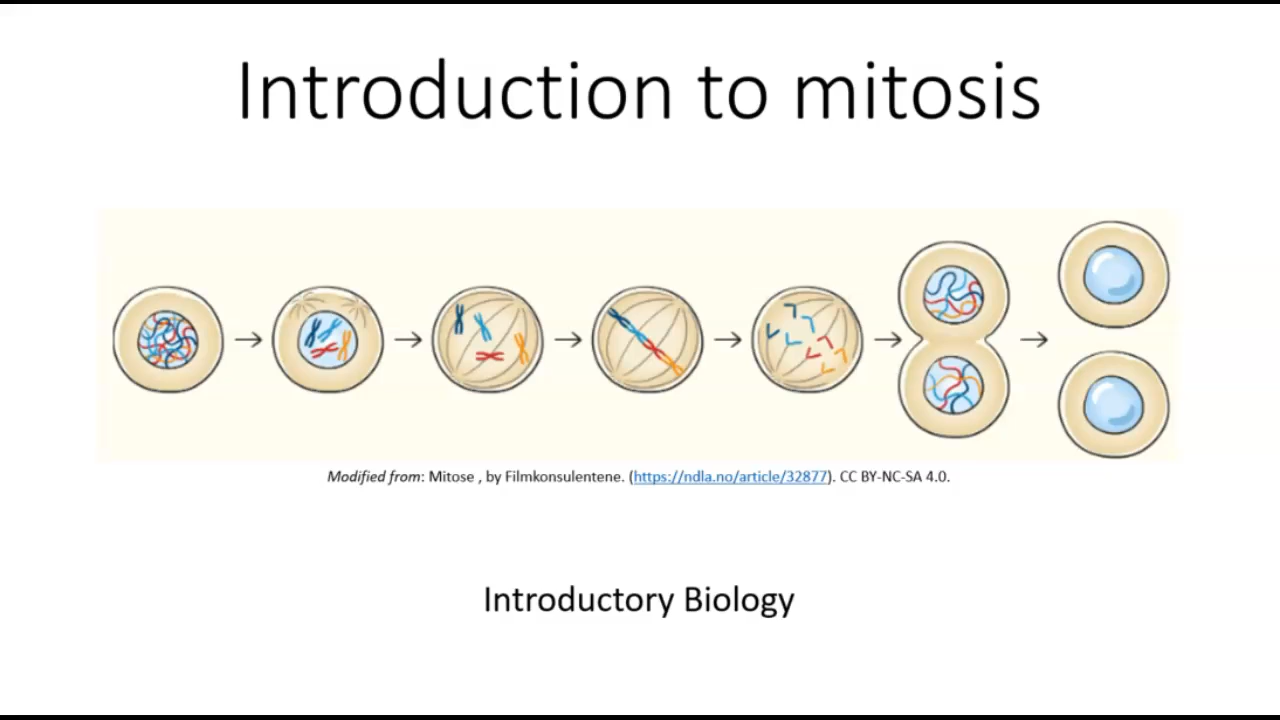 Introduction to mitosis
Modified from: Mitose , by Filmkonsulentene. (https://ndla.no/article/32877). CC BY-NC-SA 4.0.
Introductory Biology